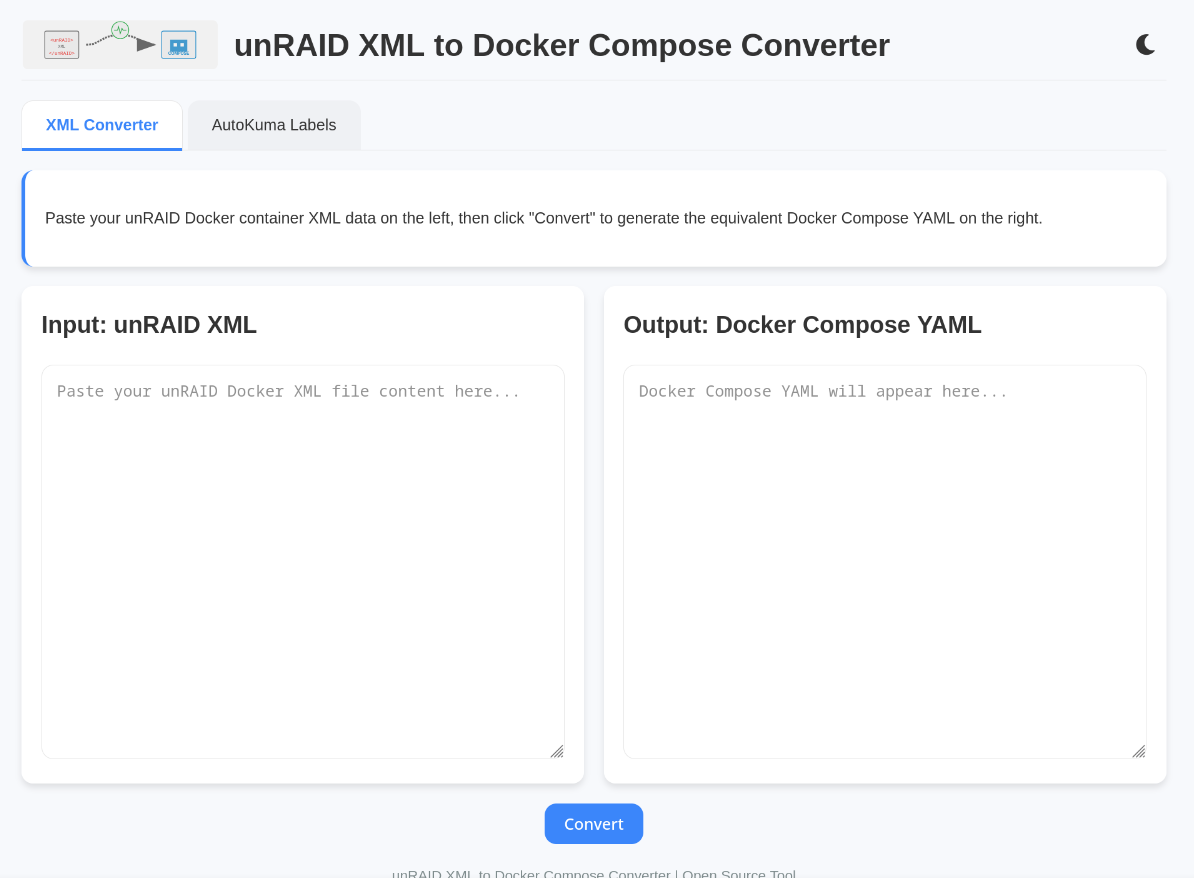 <unRAID>
XML
</unRAID>
unRAID XML to Docker Compose Converter
XML Converter
AutoKuma Labels
Paste your unRAID Docker container XML data on the left, then click "Convert" to generate the equivalent Docker Compose YAML on the right.
Input: unRAID XML
Output: Docker Compose YAML
Paste your unRAID Docker XML file content here...
Docker Compose YAML will appear here...
Convert
unRAID XML to Docker Compose Converter | Open Source Tool